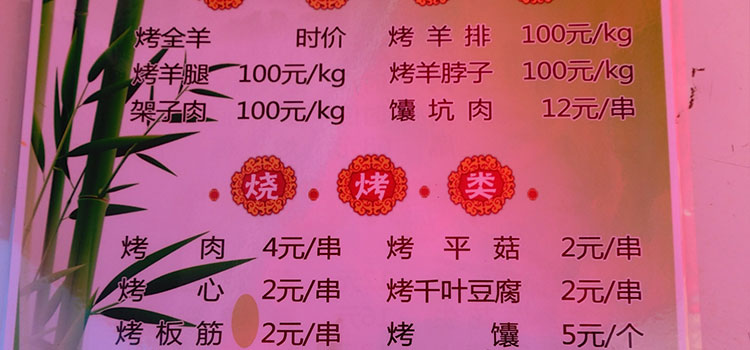 烤全羊 时价 烤羊排 100元/kg
烤羊腿 100元/kg 烤羊脖子 100元/kg
架子肉 100元/kg 馕坑肉 12元/串
烧烤类
烤肉 4元/串 烤平菇 2元/串
烤心 2元/串 烤千叶豆腐 2元/串
烤板筋 2元/串 烤馕 5元/个